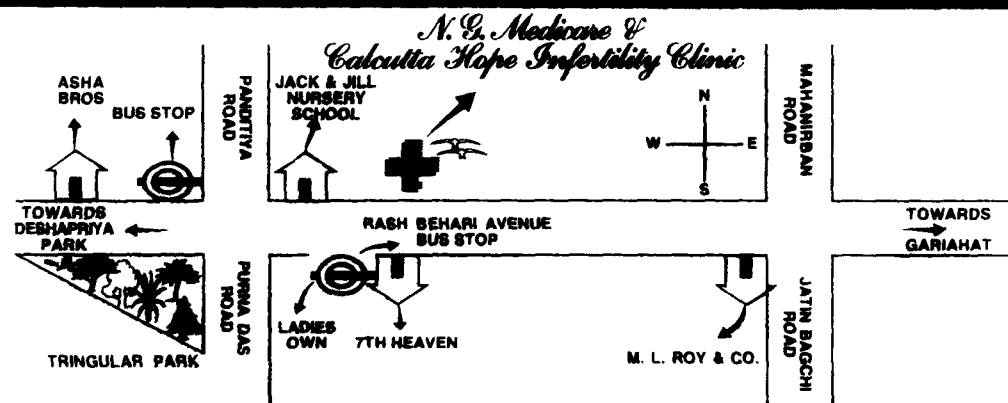 N. G. Medicare &
Calcutta Hope Infertility Clinic
ASHA
BROS
BUS STOP
PANDITIYA
ROAD
JACK & JILL
NURSERY
SCHOOL
MAHANIRBAN
ROAD
N
W E
S
TOWARDS
DESHAPRIYA
PARK
RASH BEHARI AVENUE
BUS STOP
TOWARDS
GARIAHAT
PURNA DAS
ROAD
LADIES
OWN
7TH HEAVEN
M. L. ROY & CO.
JATIN BAGCHI
ROAD
TRINGULAR PARK